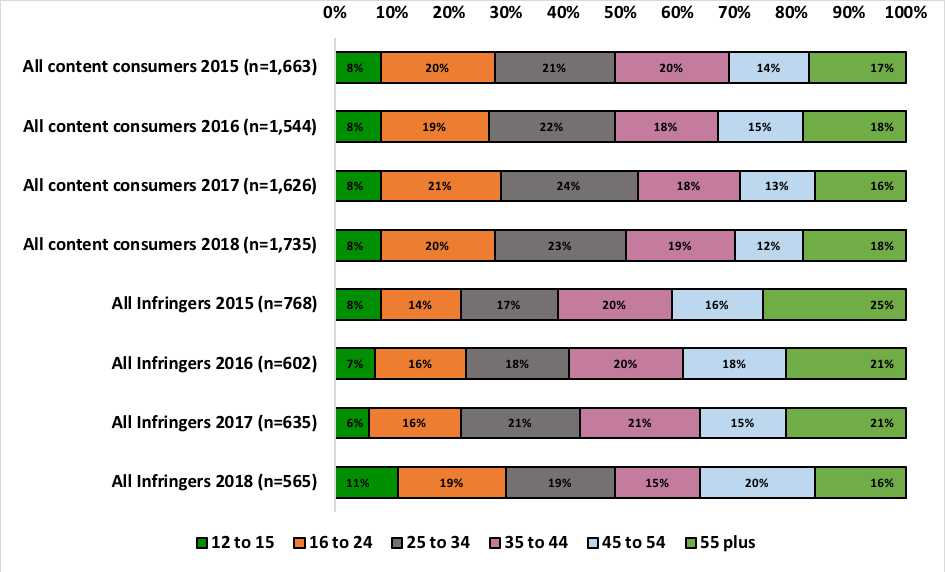 0% 10% 20% 30% 40% 50% 60% 70% 80% 90% 100%
All content consumers 2015 (n=1,663) 8% 20% 21% 20% 14% 17%
All content consumers 2016 (n=1,544) 8% 19% 22% 18% 15% 18%
All content consumers 2017 (n=1,626) 8% 21% 24% 18% 13% 16%
All content consumers 2018 (n=1,735) 8% 20% 23% 19% 12% 18%
All Infringers 2015 (n=768) 8% 14% 17% 20% 16% 25%
All Infringers 2016 (n=602) 7% 16% 18% 20% 18% 21%
All Infringers 2017 (n=635) 6% 16% 21% 21% 15% 21%
All Infringers 2018 (n=565) 11% 19% 19% 15% 20% 16%
12 to 15 16 to 24 25 to 34 35 to 44 45 to 54 55 plus